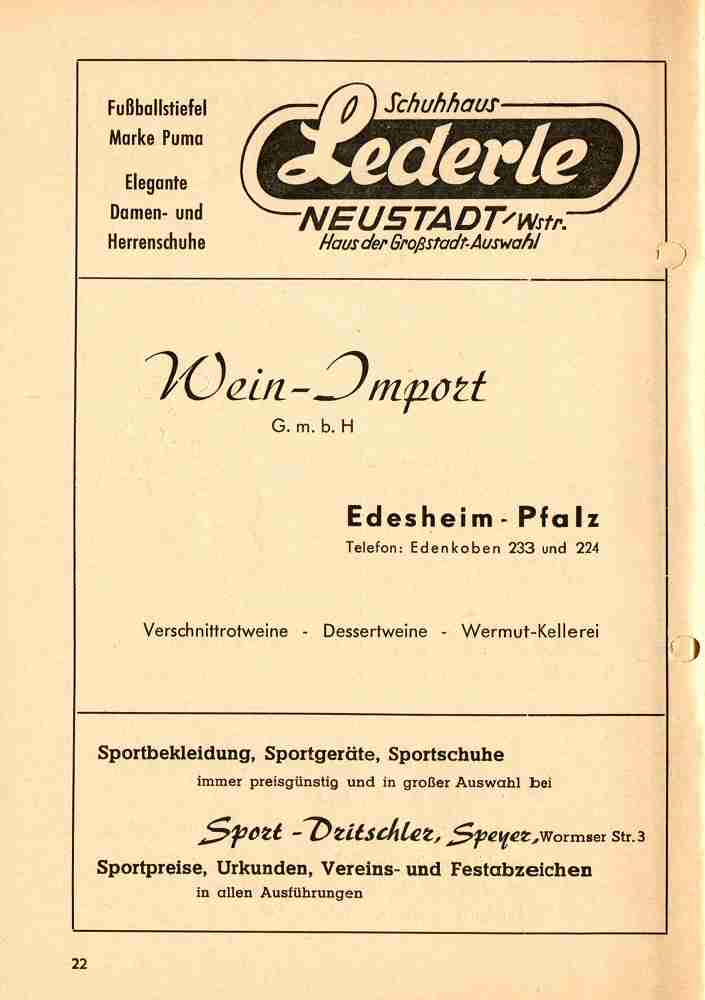 Fußballstiefel
Marke Puma
Elegante
Damen- und
Herrenschuhe
Schuhhaus
Lederle
NEUSTADT/Wstr.
Haus der Großstadt-Auswahl
Wein-Import
G. m. b. H
Edesheim - Pfalz
Telefon: Edenkoben 233 und 224
Verschnittrotweine - Dessertweine - Wermut-Kellerei
Sportbekleidung, Sportgeräte, Sportschuhe
immer preisgünstig und in großer Auswahl bei
Sport - Dritschler, Speyer, Wormser Str. 3
Sportpreise, Urkunden, Vereins- und Festabzeichen
in allen Ausführungen
22